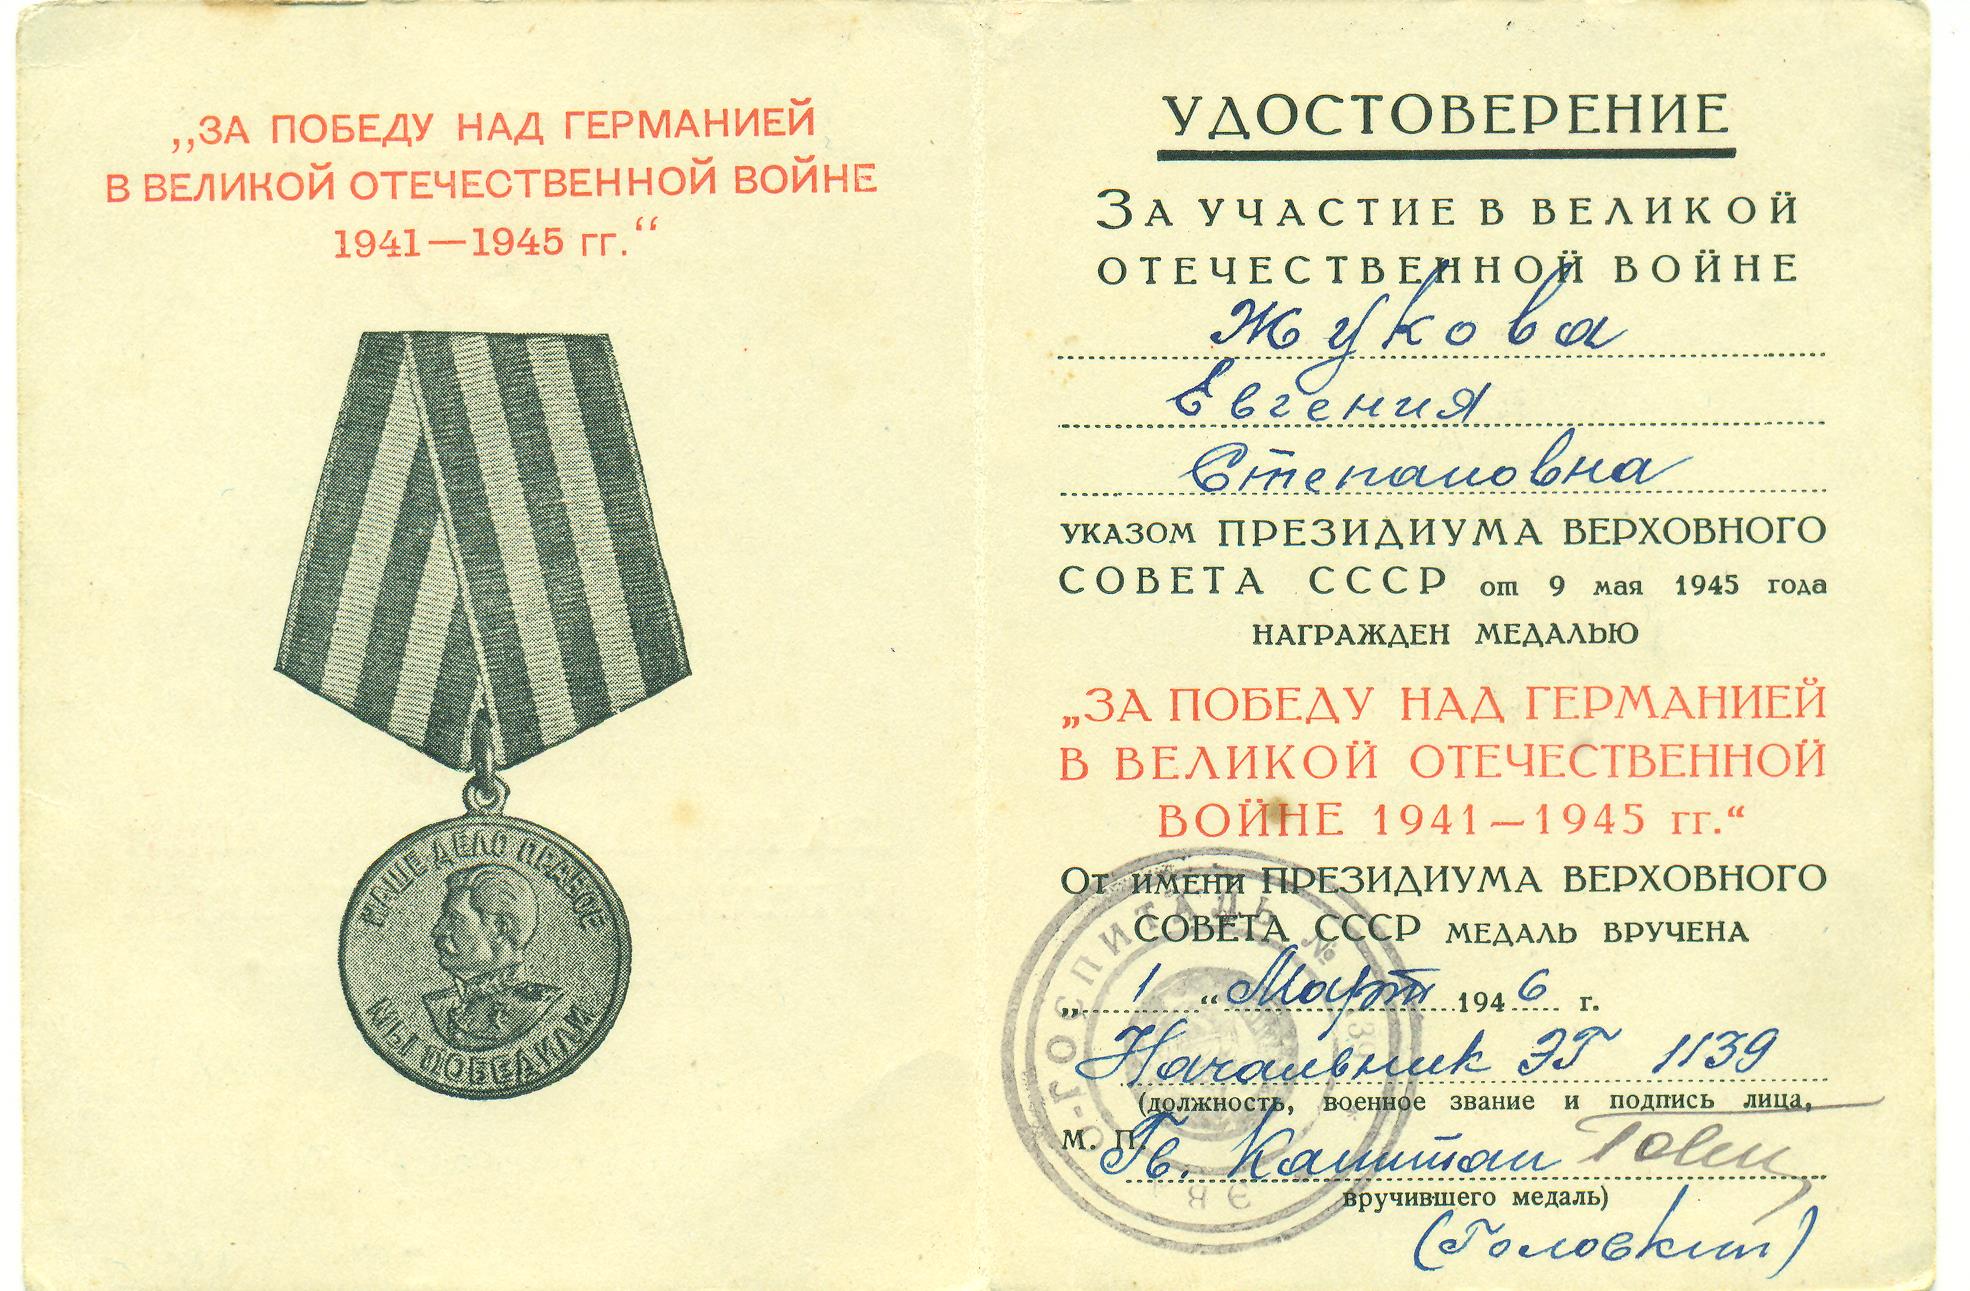 „ЗА ПОБЕДУ НАД ГЕРМАНИЕЙ
В ВЕЛИКОЙ ОТЕЧЕСТВЕННОЙ ВОЙНЕ
1941—1945 гг.“
НАШЕ ДЕЛО ПРАВОЕ
МЫ ПОБЕДИЛИ
УДОСТОВЕРЕНИЕ
ЗА УЧАСТИЕ В ВЕЛИКОЙ
ОТЕЧЕСТВЕННОЙ ВОЙНЕ
Жукова
Евгения
Степановна
УКАЗОМ ПРЕЗИДИУМА ВЕРХОВНОГО
СОВЕТА СССР от 9 мая 1945 года
НАГРАЖДЕН МЕДАЛЬЮ
„ЗА ПОБЕДУ НАД ГЕРМАНИЕЙ
В ВЕЛИКОЙ ОТЕЧЕСТВЕННОЙ
ВОЙНЕ 1941—1945 гг.“
От имени ПРЕЗИДИУМА ВЕРХОВНОГО
СОВЕТА СССР МЕДАЛЬ ВРУЧЕНА
„1“ Март 1946 г.
Начальник ЭГ 1139
(должность, военное звание и подпись лица,
М. П. Гв. Капитан
вручившего медаль)
(Головкин)
ГОСПИТАЛЬ №